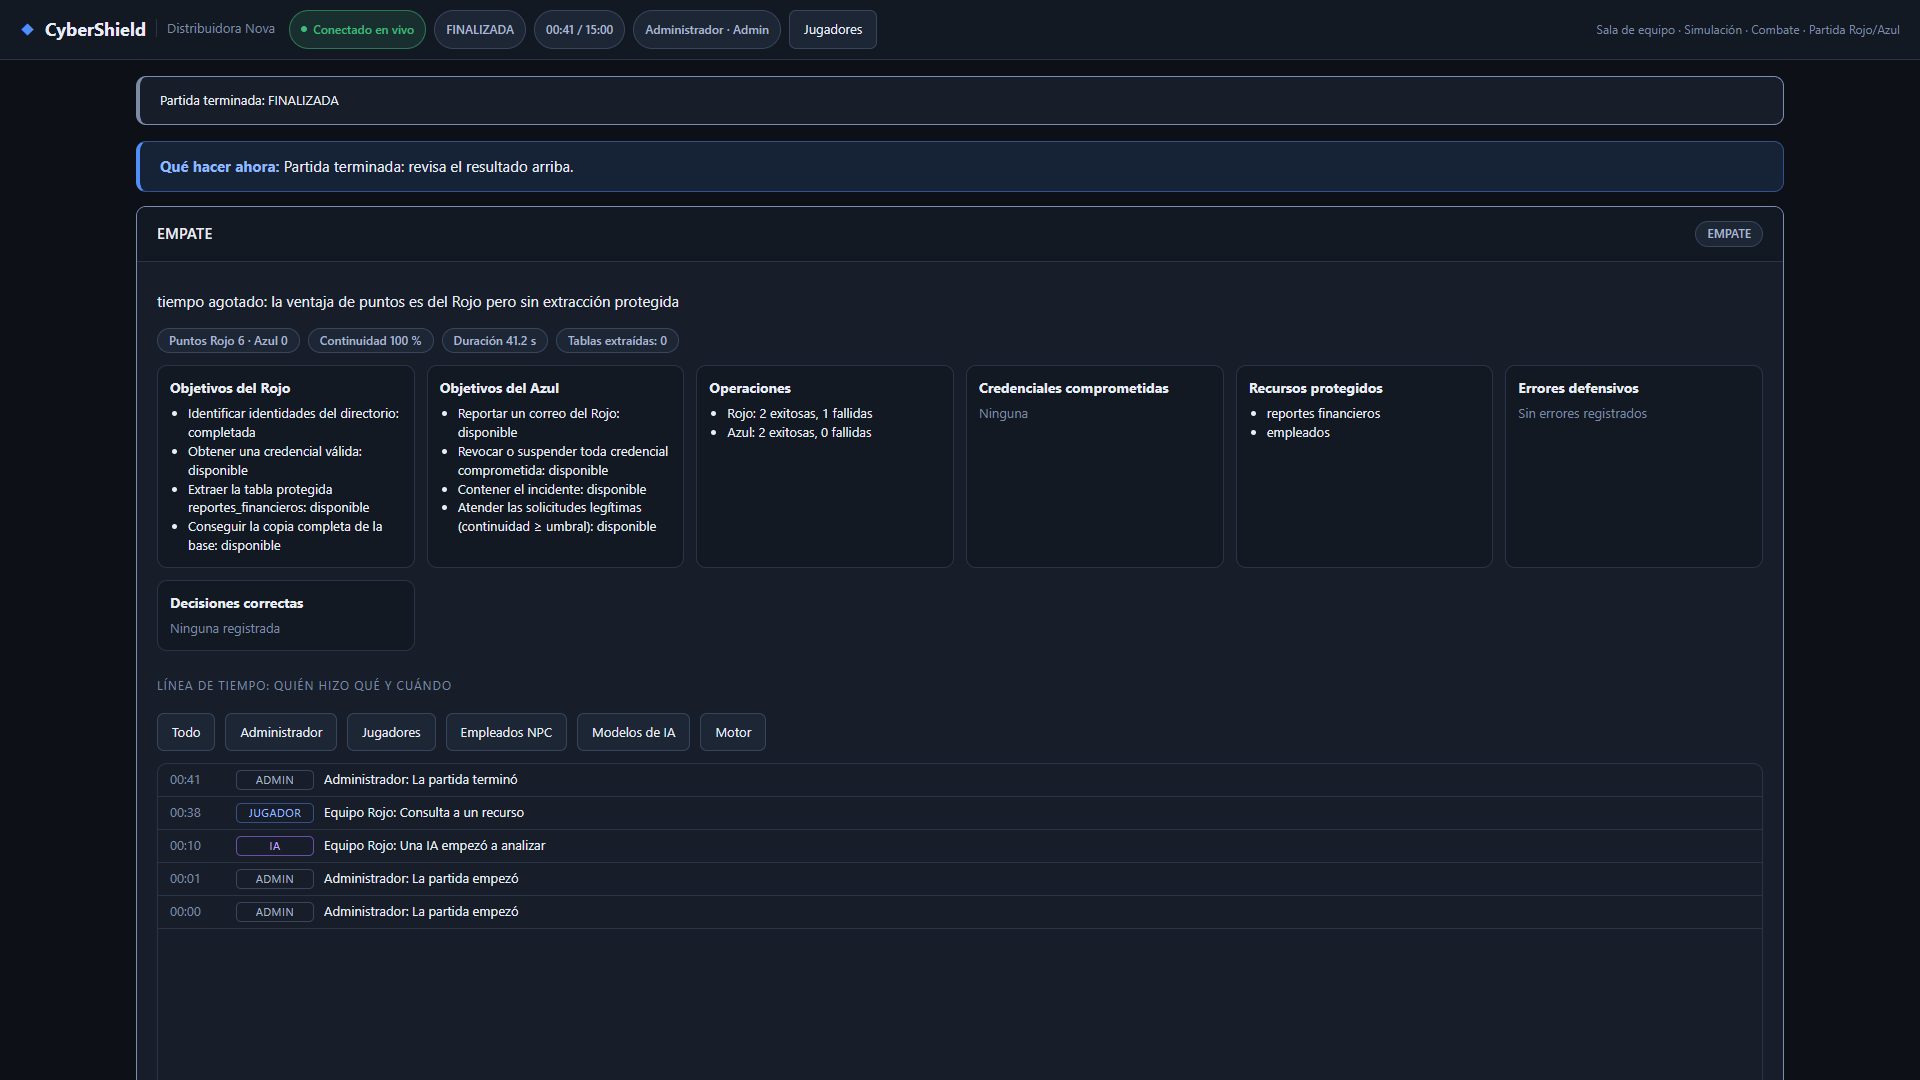 CyberShield
Distribuidora Nova
Conectado en vivo
FINALIZADA
00:41 / 15:00
Administrador · Admin
Jugadores
Sala de equipo · Simulación · Combate · Partida Rojo/Azul
Partida terminada: FINALIZADA
Qué hacer ahora: Partida terminada: revisa el resultado arriba.
EMPATE
EMPATE
tiempo agotado: la ventaja de puntos es del Rojo pero sin extracción protegida
Puntos Rojo 6 · Azul 0
Continuidad 100 %
Duración 41.2 s
Tablas extraídas: 0
Objetivos del Rojo
Identificar identidades del directorio:
completada
Obtener una credencial válida:
disponible
Extraer la tabla protegida
reportes_financieros: disponible
Conseguir la copia completa de la
base: disponible
Objetivos del Azul
Reportar un correo del Rojo:
disponible
Revocar o suspender toda credencial
comprometida: disponible
Contener el incidente: disponible
Atender las solicitudes legítimas
(continuidad ≥ umbral): disponible
Operaciones
Rojo: 2 exitosas, 1 fallidas
Azul: 2 exitosas, 0 fallidas
Credenciales comprometidas
Ninguna
Recursos protegidos
reportes financieros
empleados
Errores defensivos
Sin errores registrados
Decisiones correctas
Ninguna registrada
LÍNEA DE TIEMPO: QUIÉN HIZO QUÉ Y CUÁNDO
Todo
Administrador
Jugadores
Empleados NPC
Modelos de IA
Motor
00:41 ADMIN Administrador: La partida terminó
00:38 JUGADOR Equipo Rojo: Consulta a un recurso
00:10 IA Equipo Rojo: Una IA empezó a analizar
00:01 ADMIN Administrador: La partida empezó
00:00 ADMIN Administrador: La partida empezó